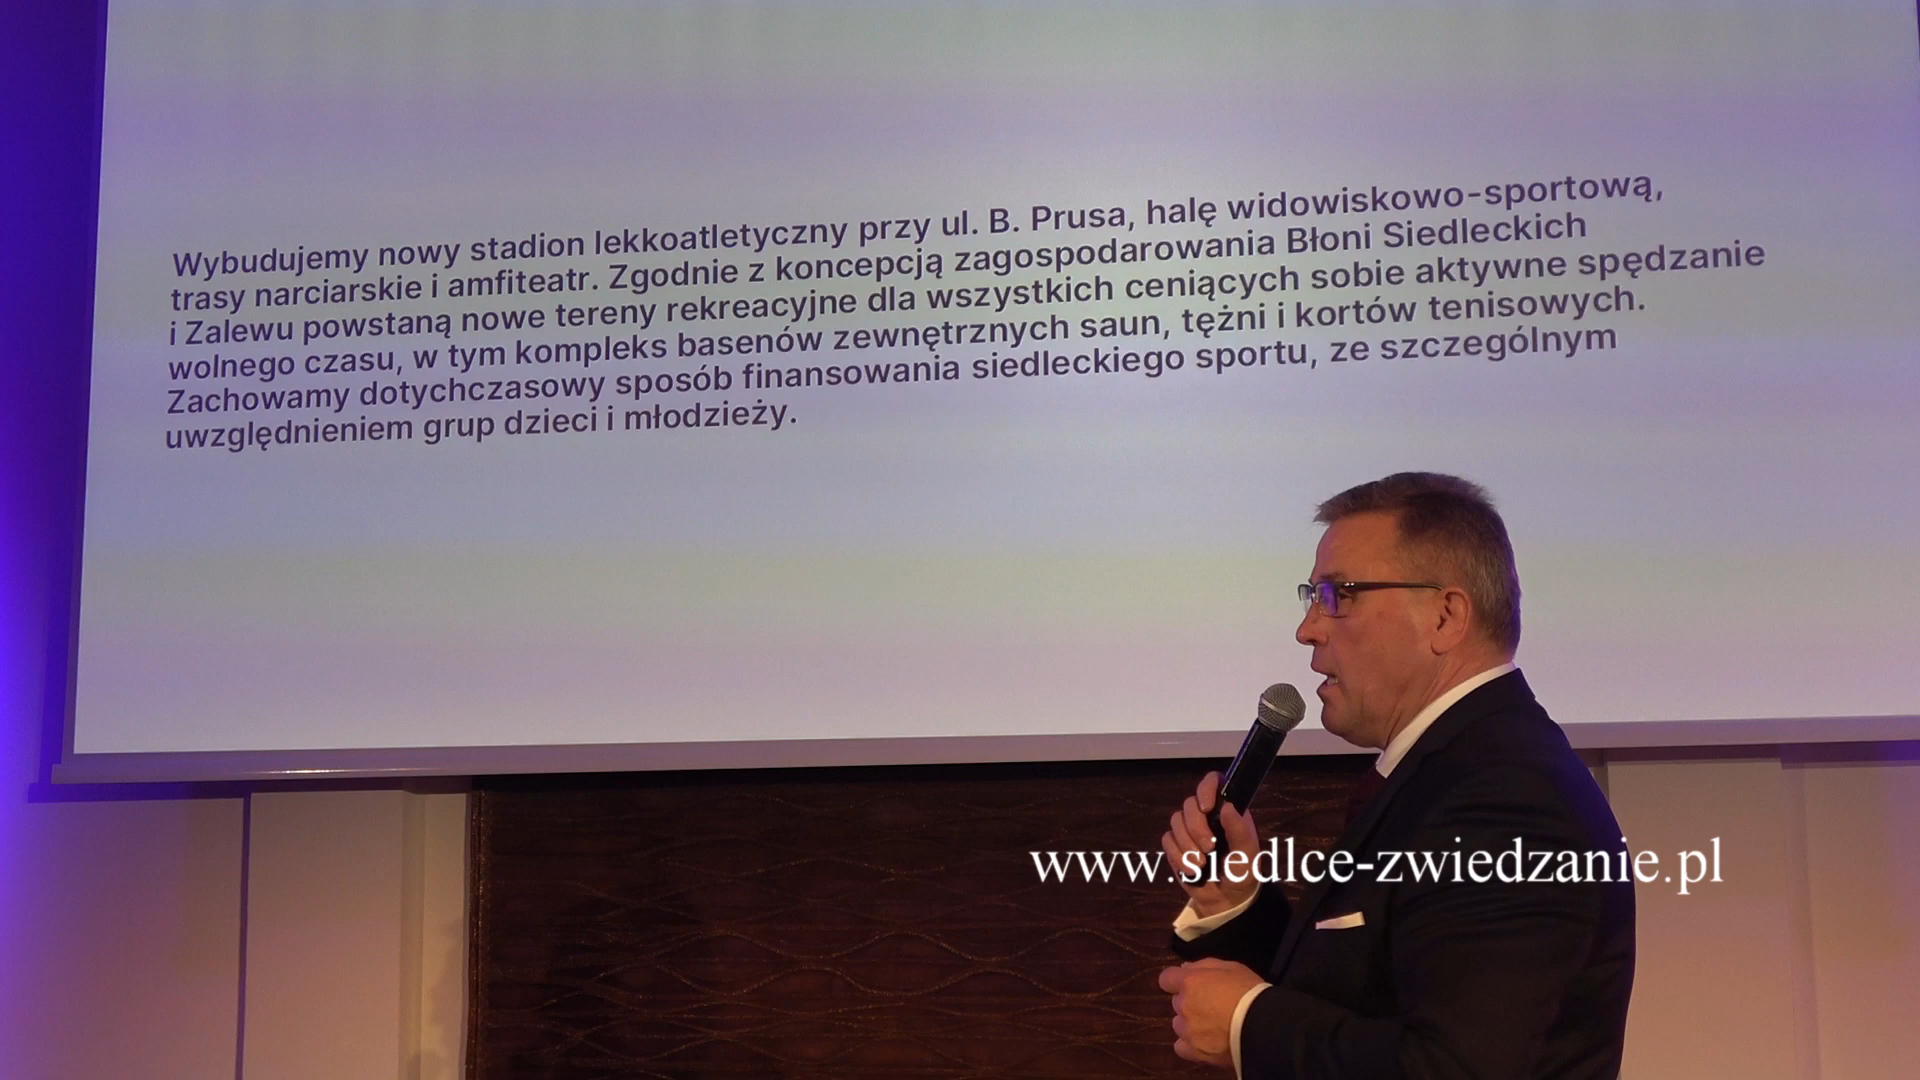 Wybudujemy nowy stadion lekkoatletyczny przy ul. B. Prusa, halę widowiskowo-sportową,
trasy narciarskie i amfiteatr. Zgodnie z koncepcją zagospodarowania Błoni Siedleckich
i Zalewu powstaną nowe tereny rekreacyjne dla wszystkich ceniących sobie aktywne spędzanie
wolnego czasu, w tym kompleks basenów zewnętrznych saun, tężni i kortów tenisowych.
Zachowamy dotychczasowy sposób finansowania siedleckiego sportu, ze szczególnym
uwzględnieniem grup dzieci i młodzieży.
www.siedlce-zwiedzanie.pl